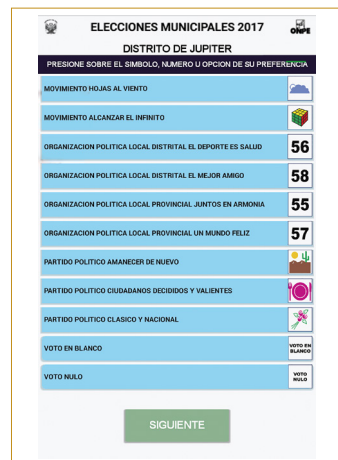 ELECCIONES MUNICIPALES 2017
ONPE
DISTRITO DE JUPITER
PRESIONE SOBRE EL SIMBOLO, NUMERO U OPCION DE SU PREFERENCIA
MOVIMIENTO HOJAS AL VIENTO
MOVIMIENTO ALCANZAR EL INFINITO
ORGANIZACION POLITICA LOCAL DISTRITAL EL DEPORTE ES SALUD 56
ORGANIZACION POLITICA LOCAL DISTRITAL EL MEJOR AMIGO 58
ORGANIZACION POLITICA LOCAL PROVINCIAL JUNTOS EN ARMONIA 55
ORGANIZACION POLITICA LOCAL PROVINCIAL UN MUNDO FELIZ 57
PARTIDO POLITICO AMANECER DE NUEVO
PARTIDO POLITICO CIUDADANOS DECIDIDOS Y VALIENTES
PARTIDO POLITICO CLASICO Y NACIONAL
VOTO EN BLANCO
VOTO EN
BLANCO
VOTO NULO
VOTO
NULO
SIGUIENTE